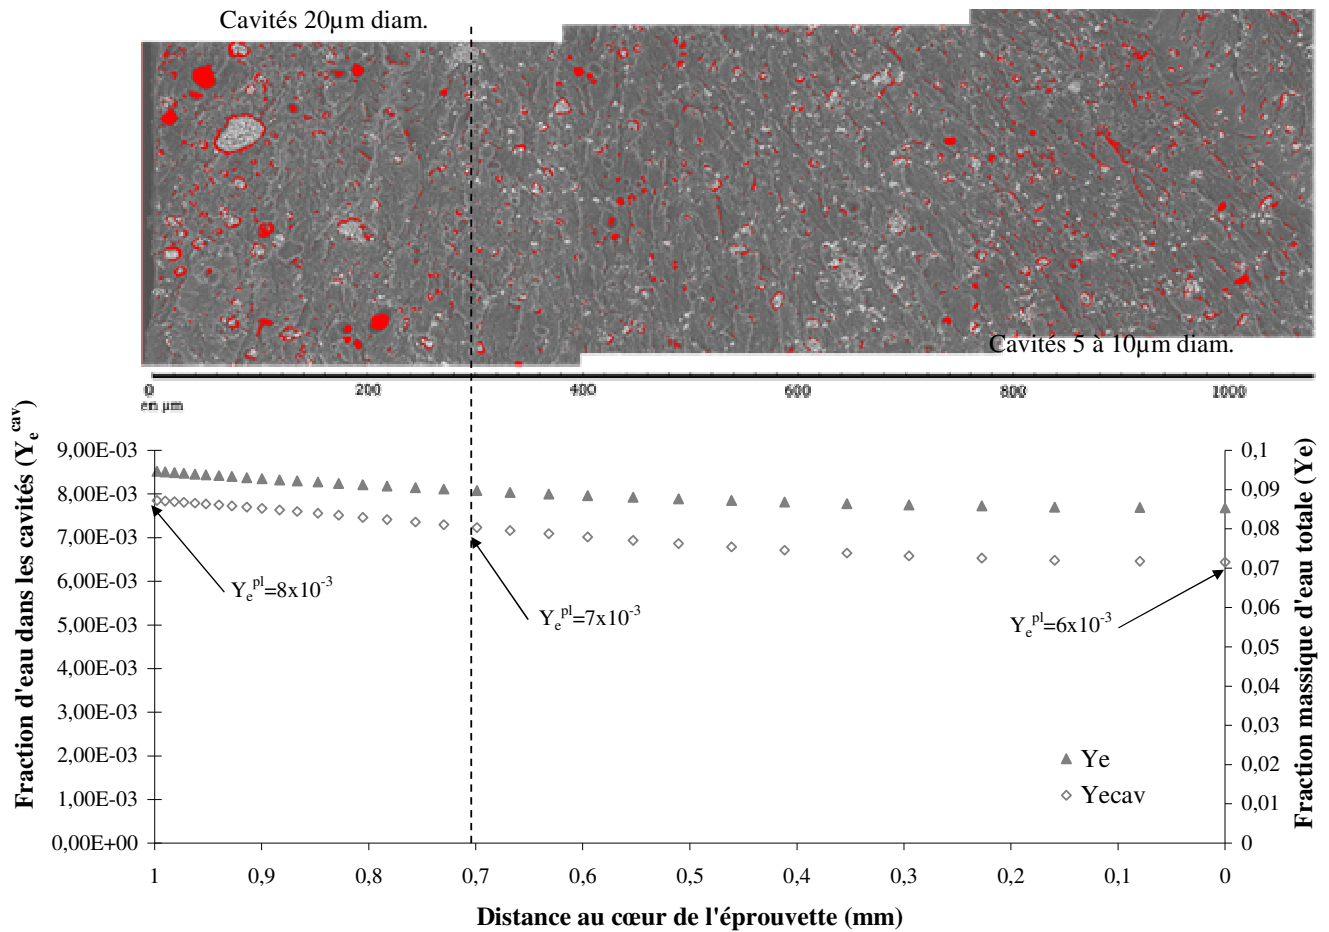 Cavités 20µm diam.
Cavités 5 à 10µm diam.
0 200 400 600 800 1000
en µm
Fraction d'eau dans les cavités (Y_e^cav)
9,00E-03
8,00E-03
7,00E-03
6,00E-03
5,00E-03
4,00E-03
3,00E-03
2,00E-03
1,00E-03
0,00E+00
Y_e^pl=8x10^-3
Y_e^pl=7x10^-3
Y_e^pl=6x10^-3
Ye
Yecav
0,1
0,09
0,08
0,07
0,06
0,05
0,04
0,03
0,02
0,01
0
Fraction massique d'eau totale (Ye)
1 0,9 0,8 0,7 0,6 0,5 0,4 0,3 0,2 0,1 0
Distance au cœur de l'éprouvette (mm)